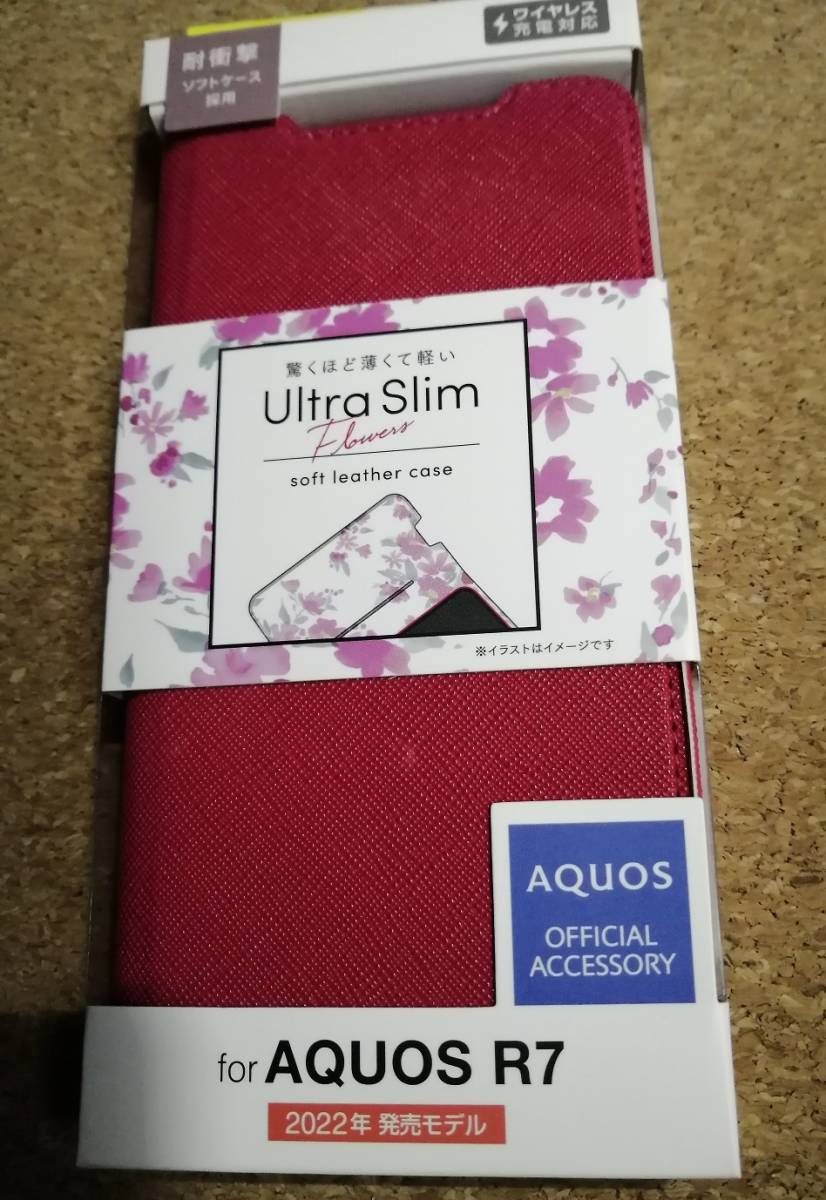 耐衝撃
ソフトケース
採用
ワイヤレス
充電対応
驚くほど薄くて軽い
Ultra Slim
Flowers
soft leather case
※イラストはイメージです
AQUOS
OFFICIAL
ACCESSORY
for AQUOS R7
2022年 発売モデル